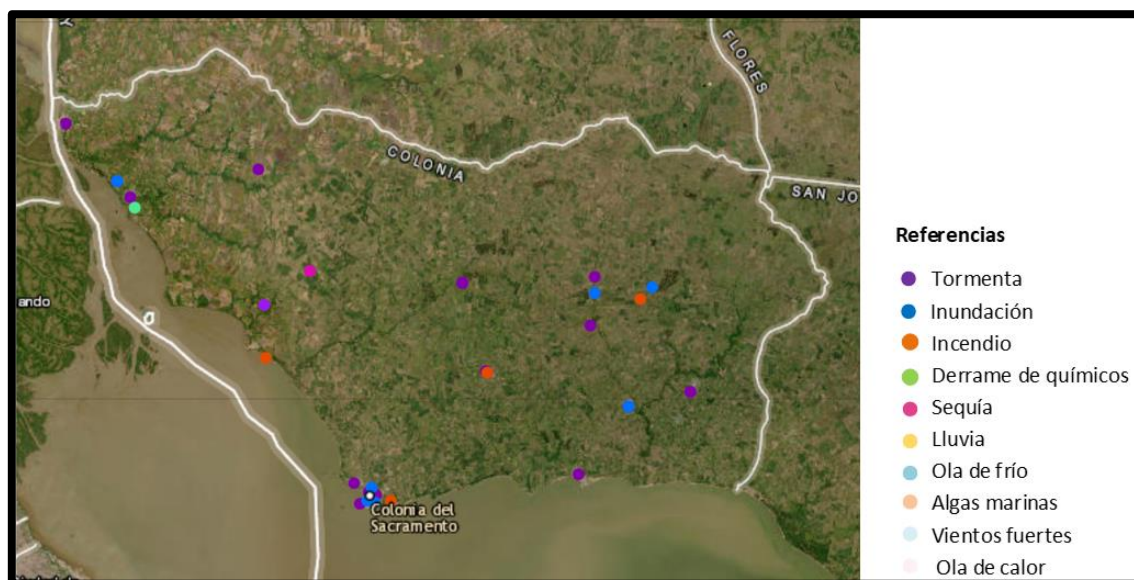 Y
FLORES
COLONIA
SAN JO
ando
Colonia del
Sacramento
Referencias
Tormenta
Inundación
Incendio
Derrame de químicos
Sequía
Lluvia
Ola de frío
Algas marinas
Vientos fuertes
Ola de calor